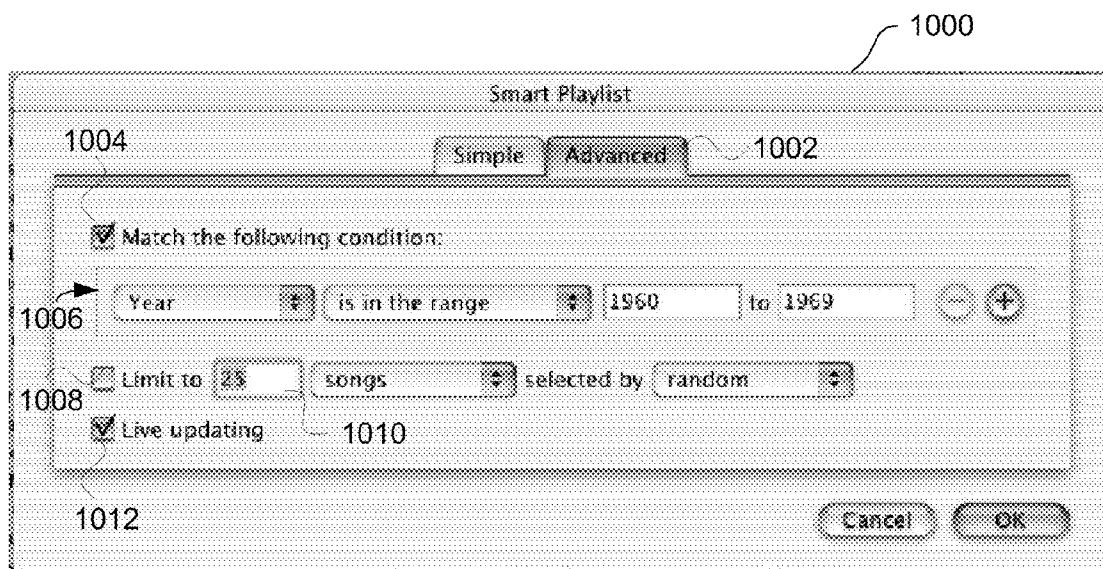 1000
Smart Playlist
1004
Simple Advanced 1002
Match the following condition:
1006 Year is in the range 1960 to 1969
1008 Limit to 25 songs selected by random
Live updating 1010
1012
Cancel OK